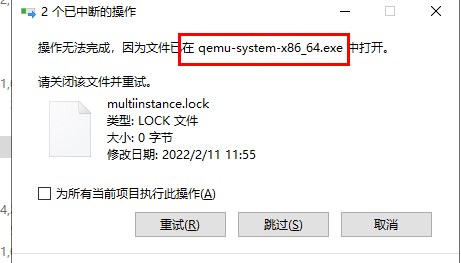 2 个已中断的操作
操作无法完成，因为文件已在 qemu-system-x86_64.exe 中打开。
请关闭该文件并重试。
multiinstance.lock
类型: LOCK 文件
大小: 0 字节
修改日期: 2022/2/11 11:55
为所有当前项目执行此操作(A)
重试(R)
跳过(S)
取消